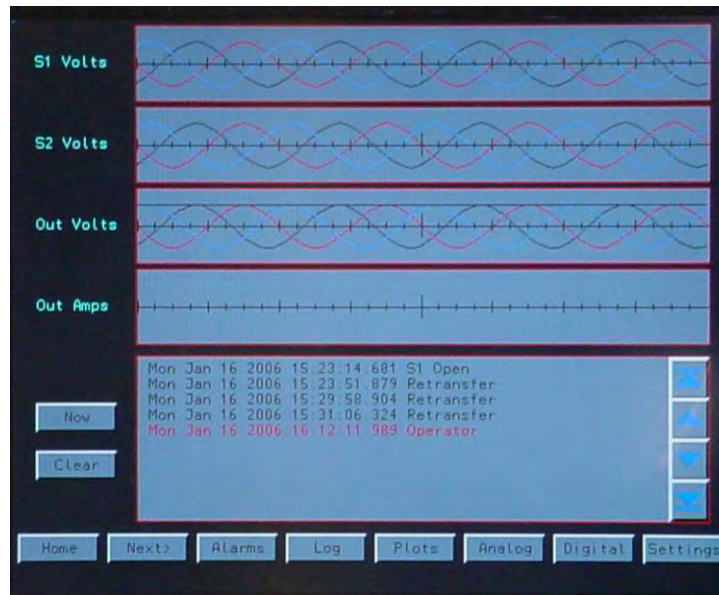 S1 Volts
S2 Volts
Out Volts
Out Amps
Mon Jan 16 2006 15:23:14.681 S1 Open
Mon Jan 16 2006 15:23:51.879 Retransfer
Mon Jan 16 2006 15:29:58.904 Retransfer
Mon Jan 16 2006 15:31:06.324 Retransfer
Mon Jan 16 2006 16 12 11 989 Operator
Now
Clear
Home Next> Alarms Log Plots Analog Digital Settings